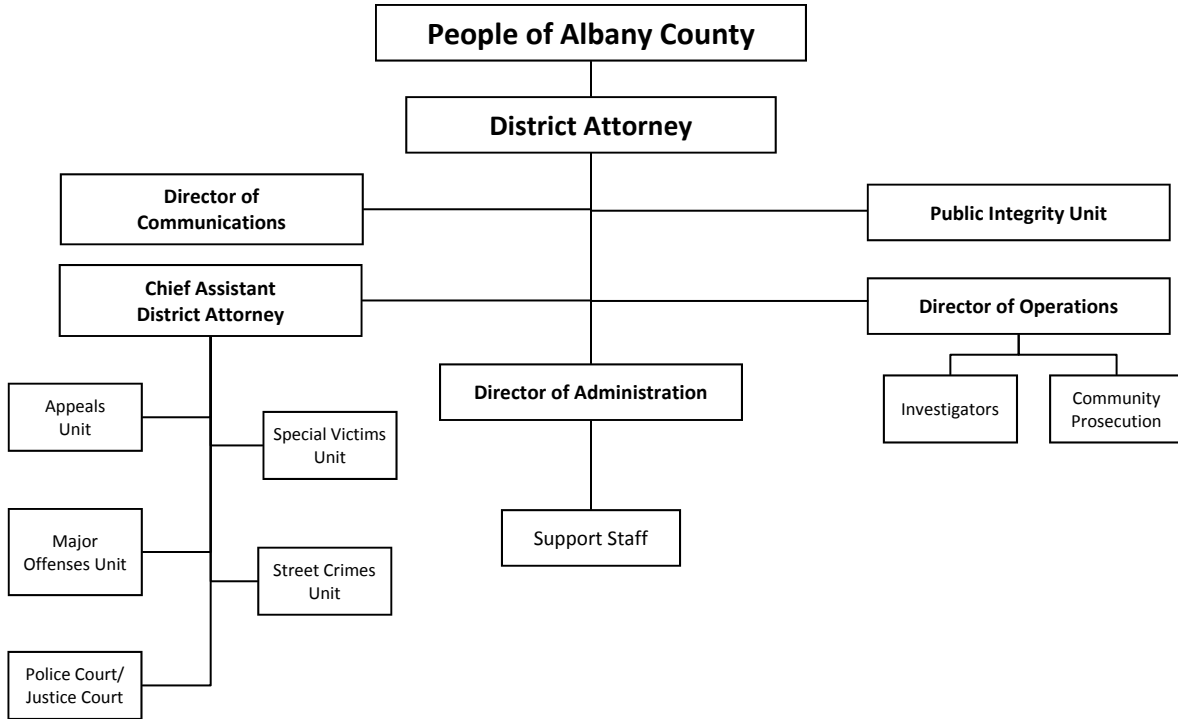 People of Albany County
District Attorney
Director of
Communications
Public Integrity Unit
Chief Assistant
District Attorney
Director of Operations
Director of Administration
Investigators
Community
Prosecution
Appeals
Unit
Special Victims
Unit
Major
Offenses Unit
Support Staff
Street Crimes
Unit
Police Court/
Justice Court